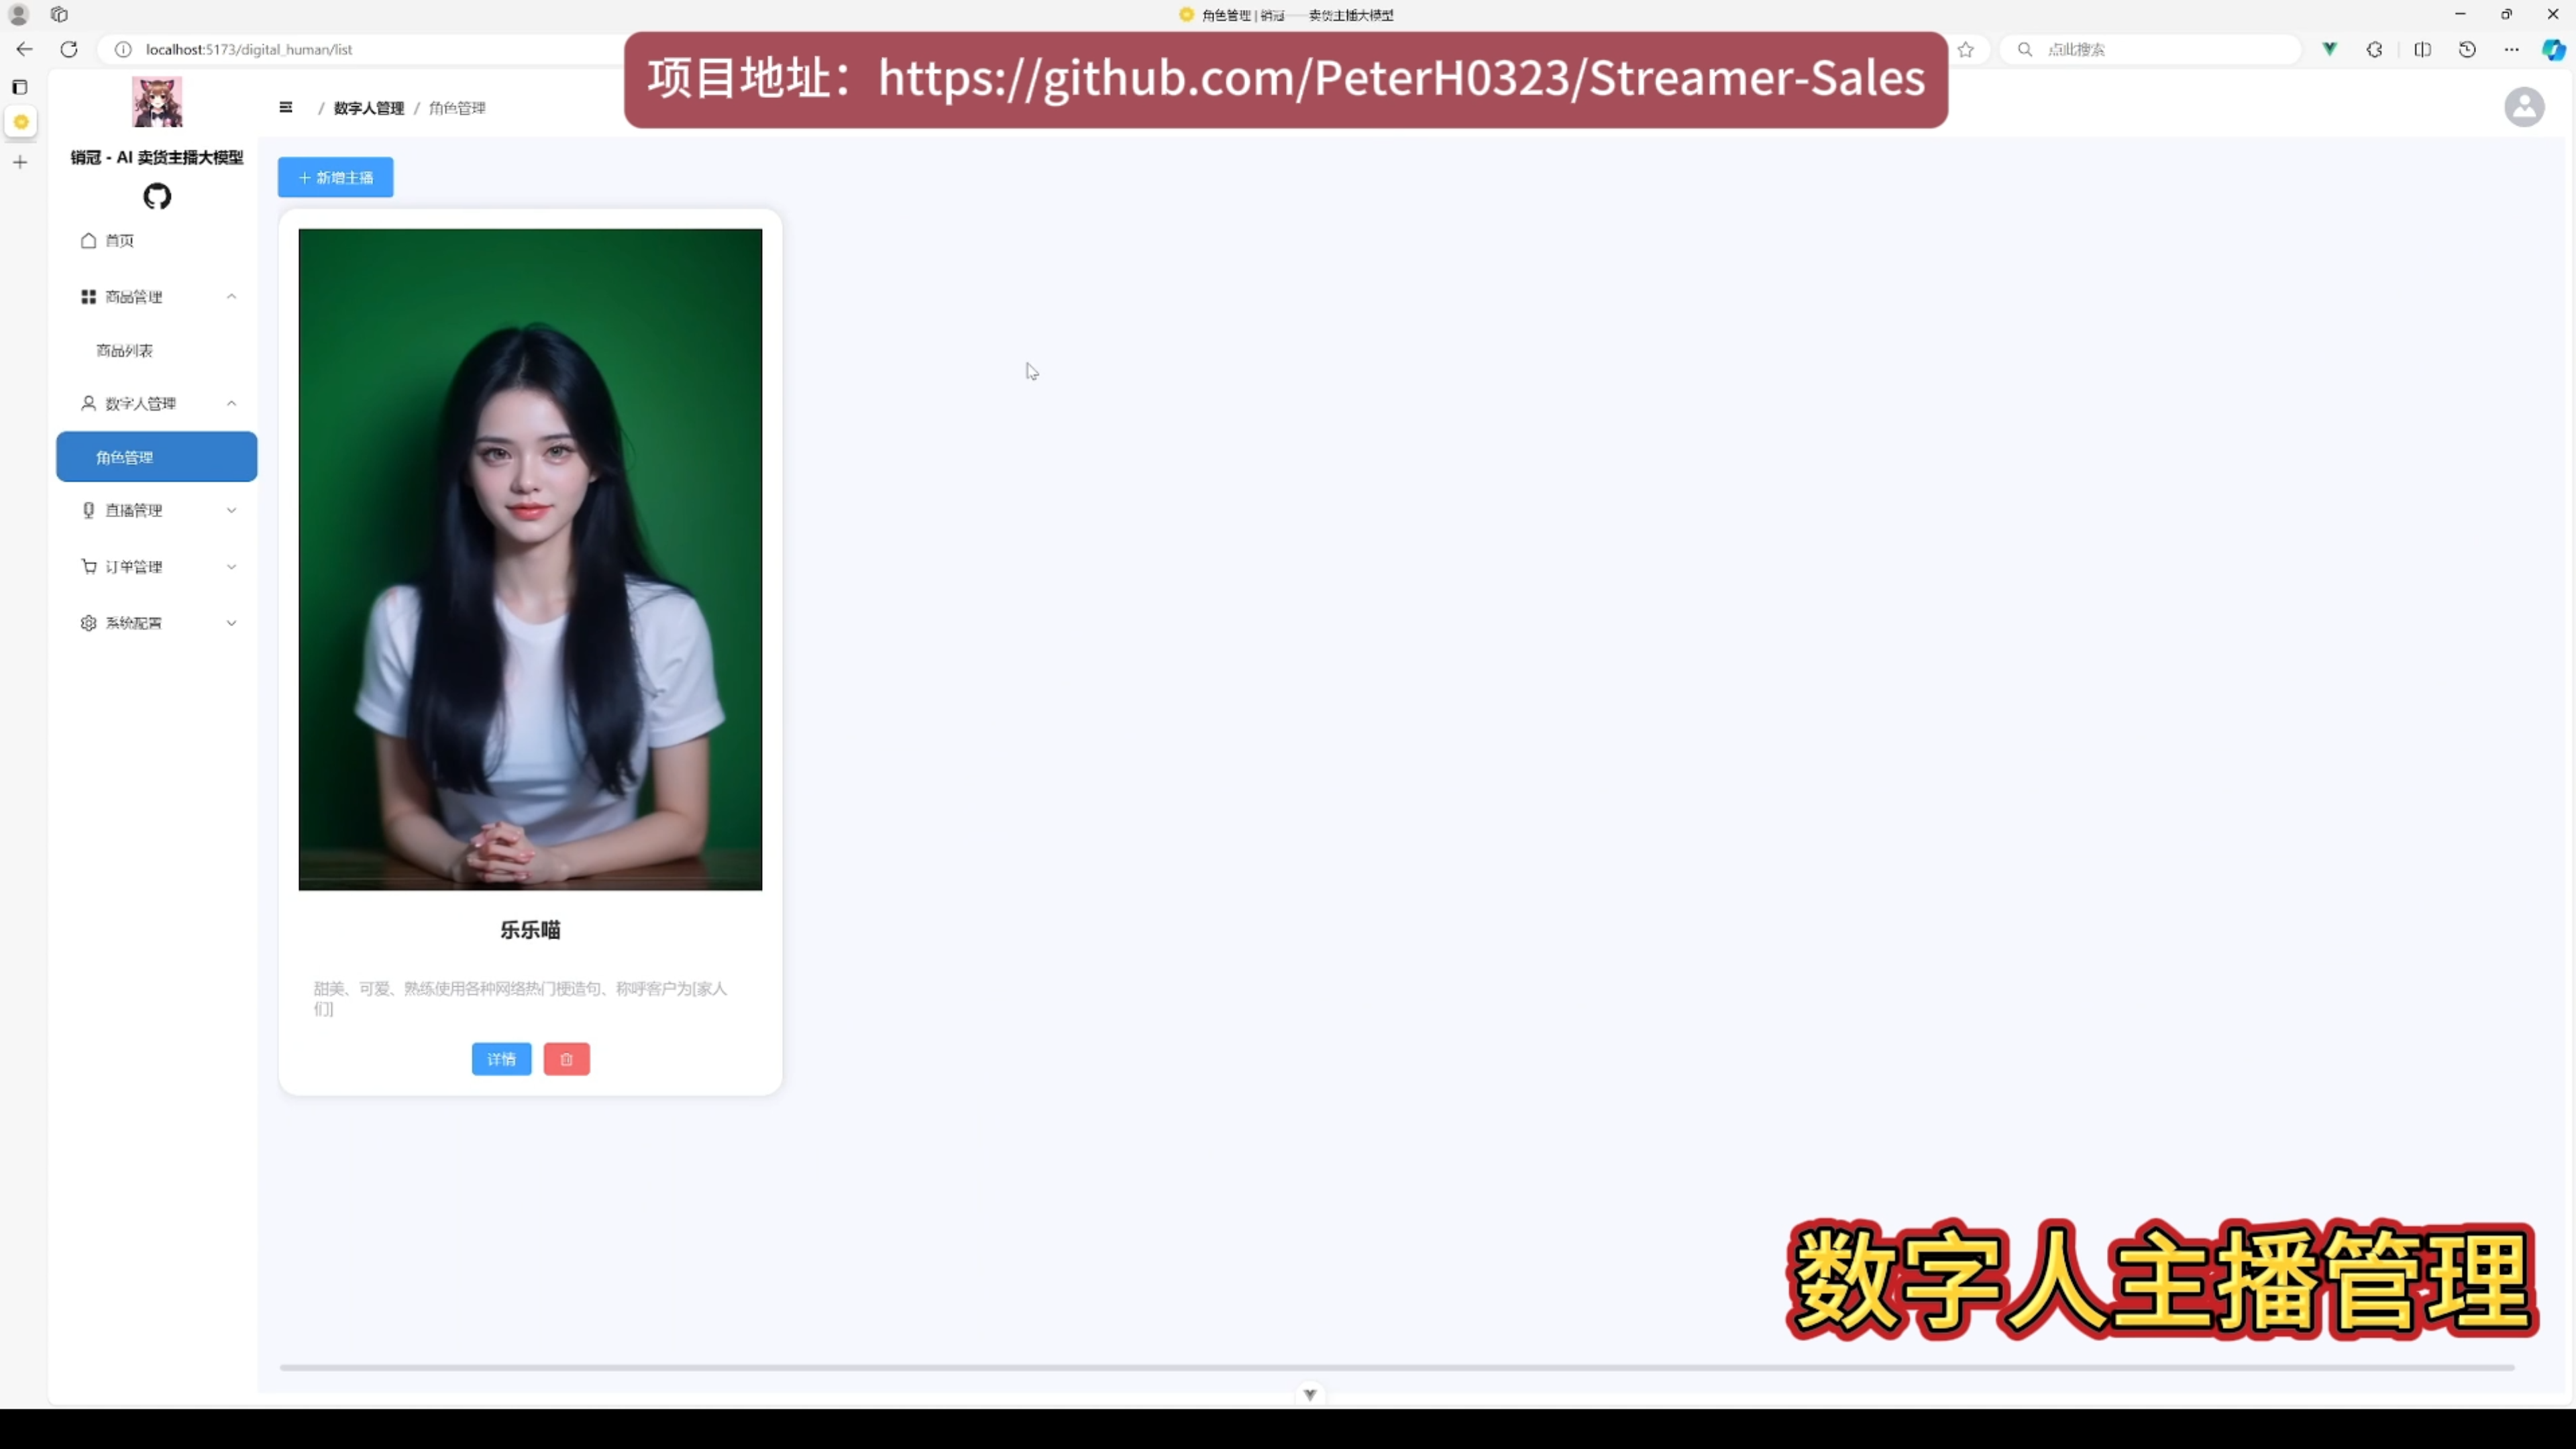 角色管理 | 销冠——卖货主播大模型
localhost:5173/digital_human/list
点此搜索
项目地址：https://github.com/PeterH0323/Streamer-Sales
/ 数字人管理 / 角色管理
销冠 - AI 卖货主播大模型
+ 新增主播
首页
商品管理
商品列表
数字人管理
角色管理
直播管理
订单管理
系统配置
乐乐喵
甜美、可爱、熟练使用各种网络热门梗造句、称呼客户为[家人
们]
详情
数字人主播管理